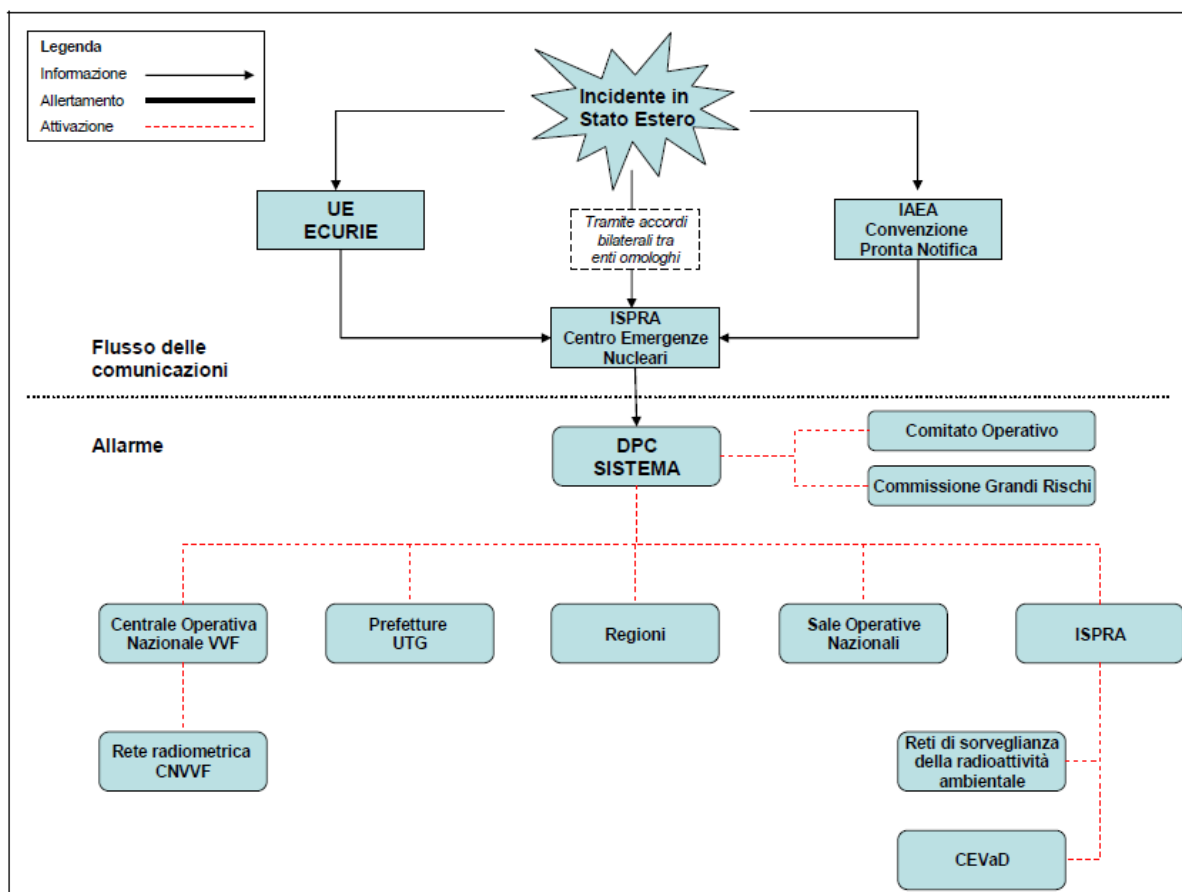 Legenda
Informazione
Allertamento
Attivazione
Incidente in
Stato Estero
UE
ECURIE
Tramite accordi
bilaterali tra
enti omologhi
IAEA
Convenzione
Pronta Notifica
ISPRA
Centro Emergenze
Nucleari
Flusso delle
comunicazioni
Allarme
DPC
SISTEMA
Comitato Operativo
Commissione Grandi Rischi
Centrale Operativa
Nazionale VVF
Prefetture
UTG
Regioni
Sale Operative
Nazionali
ISPRA
Rete radiometrica
CNVVF
Reti di sorveglianza
della radioattività
ambientale
CEVaD